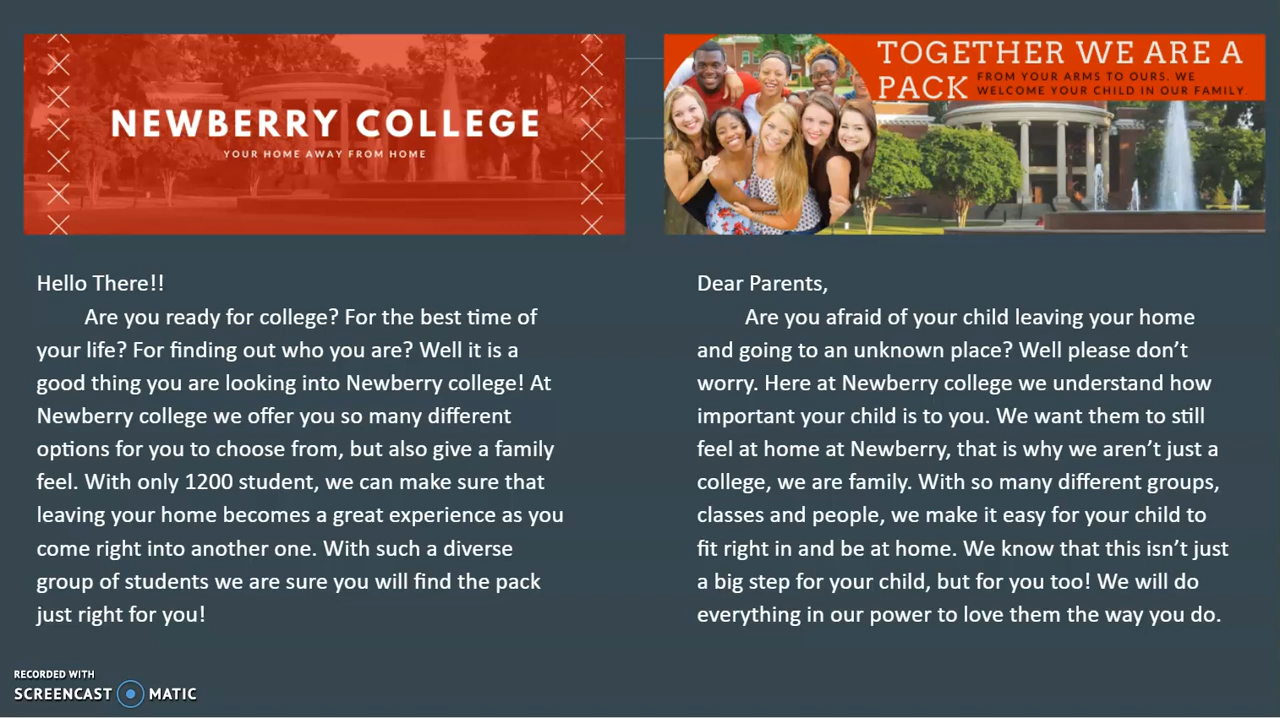 NEWBERRY COLLEGE
YOUR HOME AWAY FROM HOME
TOGETHER WE ARE A
PACK
FROM YOUR ARMS TO OURS. WE
WELCOME YOUR CHILD IN OUR FAMILY.
Hello There!!
Are you ready for college? For the best time of
your life? For finding out who you are? Well it is a
good thing you are looking into Newberry college! At
Newberry college we offer you so many different
options for you to choose from, but also give a family
feel. With only 1200 student, we can make sure that
leaving your home becomes a great experience as you
come right into another one. With such a diverse
group of students we are sure you will find the pack
just right for you!
Dear Parents,
Are you afraid of your child leaving your home
and going to an unknown place? Well please don't
worry. Here at Newberry college we understand how
important your child is to you. We want them to still
feel at home at Newberry, that is why we aren't just a
college, we are family. With so many different groups,
classes and people, we make it easy for your child to
fit right in and be at home. We know that this isn't just
a big step for your child, but for you too! We will do
everything in our power to love them the way you do.
RECORDED WITH
SCREENCAST MATIC